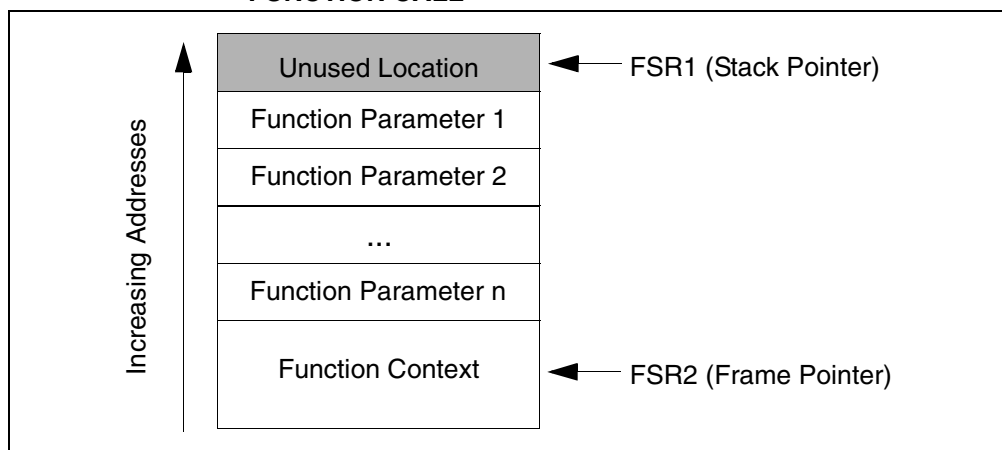 Unused Location
FSR1 (Stack Pointer)
Function Parameter 1
Function Parameter 2
...
Function Parameter n
Function Context
FSR2 (Frame Pointer)
Increasing Addresses